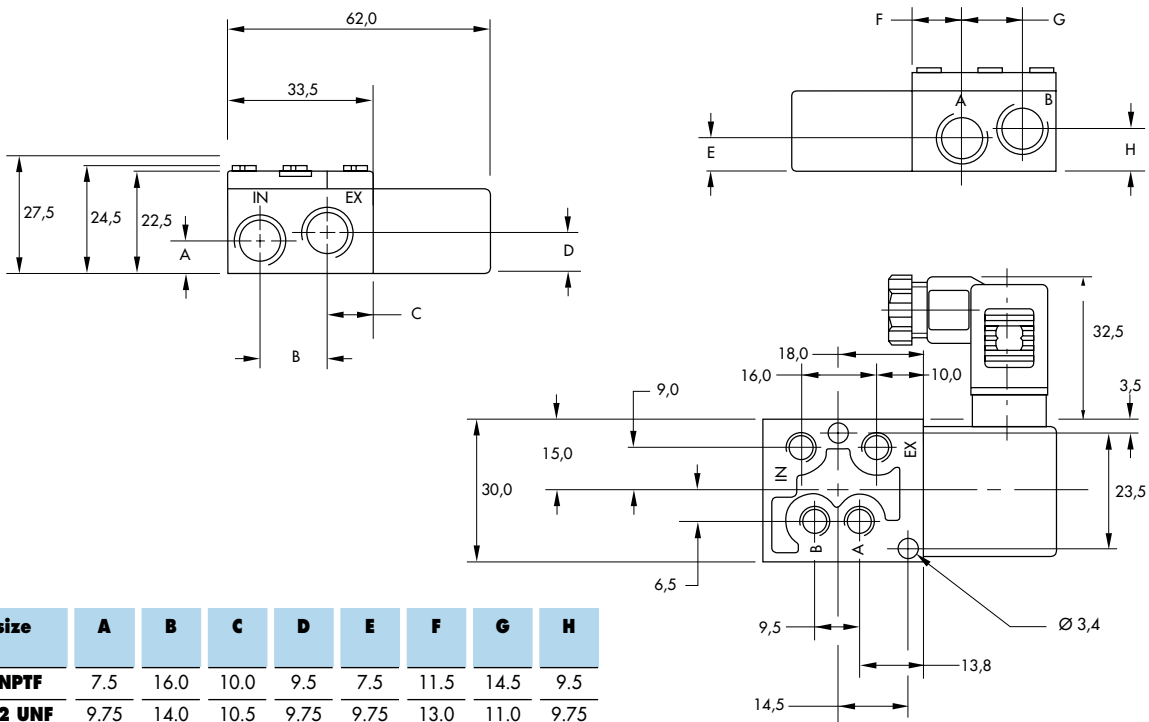 62,0
33,5
27,5
24,5
22,5
A
IN
EX
D
C
B
F
G
A
B
E
H
32,5
18,0
16,0
10,0
9,0
3,5
15,0
30,0
IN
EX
23,5
B
A
6,5
9,5
Ø 3,4
13,8
14,5
size A B C D E F G H
NPTF 7.5 16.0 10.0 9.5 7.5 11.5 14.5 9.5
2 UNF 9.75 14.0 10.5 9.75 9.75 13.0 11.0 9.75